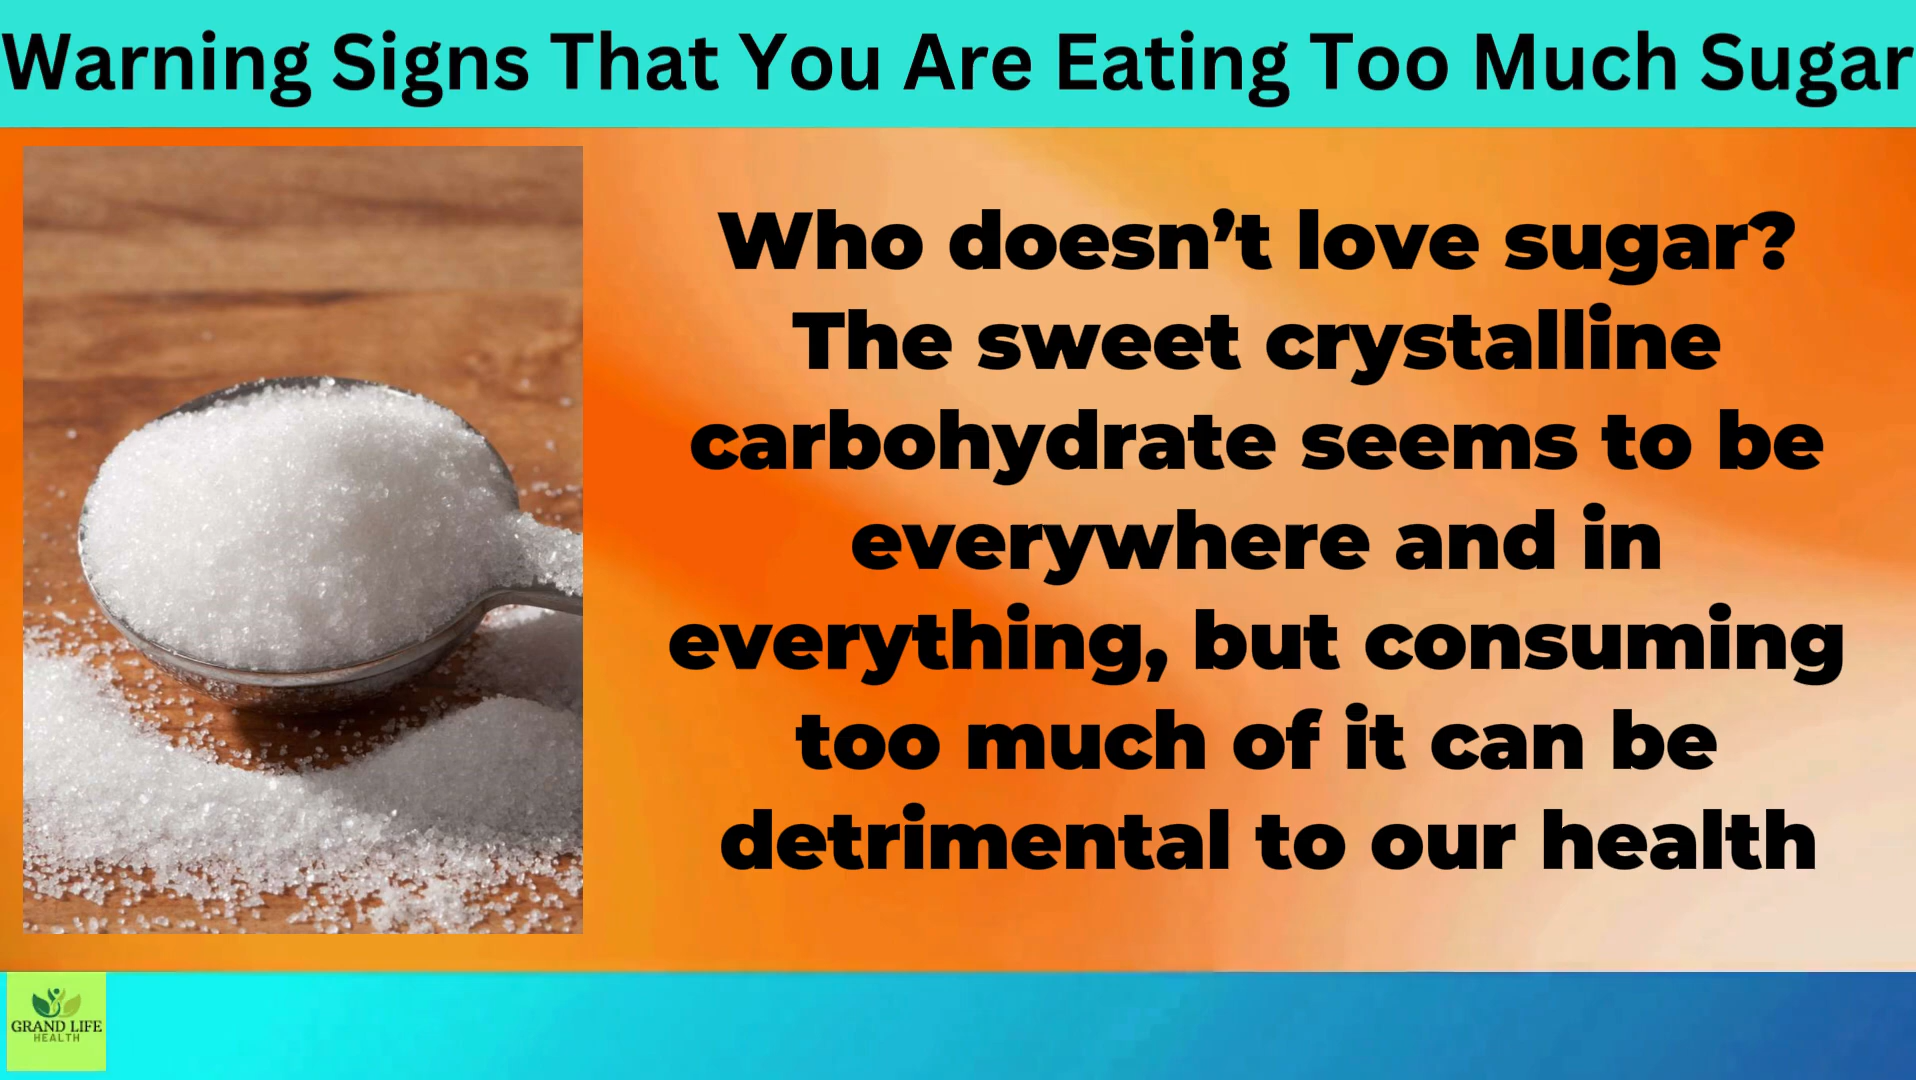 Warning Signs That You Are Eating Too Much Sugar
Who doesn’t love sugar?
The sweet crystalline
carbohydrate seems to be
everywhere and in
everything, but consuming
too much of it can be
detrimental to our health
GRAND LIFE
HEALTH